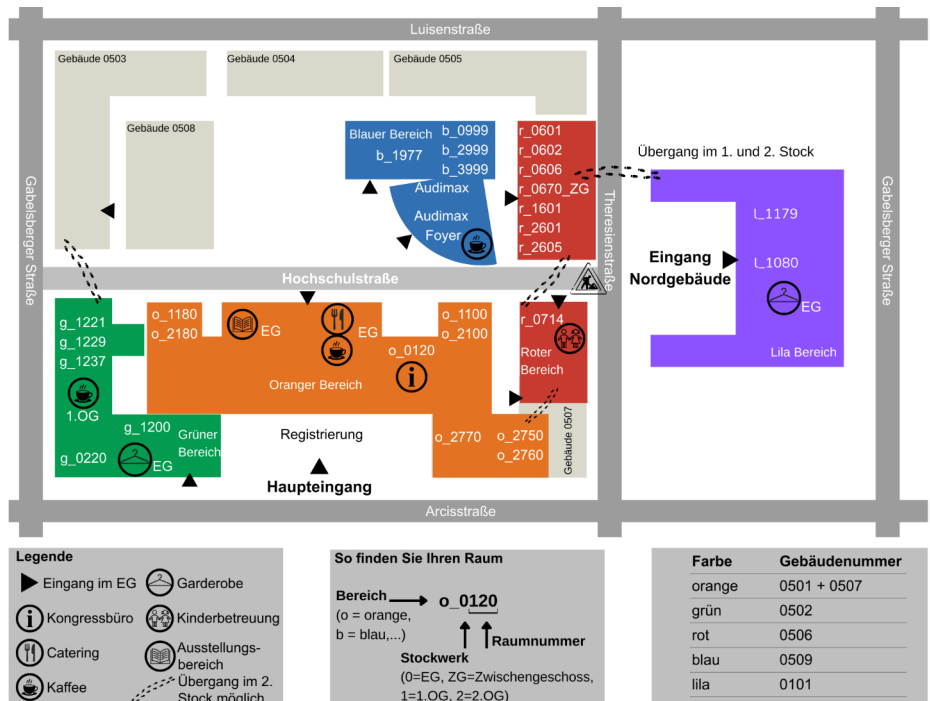 Luisenstraße
Gebäude 0503
Gebäude 0504
Gebäude 0505
Gebäude 0508
Blauer Bereich
b_1977
b_0999
b_2999
b_3999
Audimax
Audimax
Foyer
r_0601
r_0602
r_0606
r_0670_ZG
r_1601
r_2601
r_2605
Übergang im 1. und 2. Stock
Gabelsberger Straße
Theresienstraße
Gabelsberger Straße
l_1179
l_1080
EG
Eingang
Nordgebäude
Lila Bereich
Hochschulstraße
g_1221
g_1229
g_1237
1.OG
g_1200
g_0220
EG
Grüner
Bereich
o_1180
o_2180
EG
EG
o_1100
o_2100
o_0120
i
Oranger Bereich
r_0714
Roter
Bereich
Gebäude 0507
o_2770
o_2750
o_2760
Registrierung
Haupteingang
Arcisstraße
Legende
Eingang im EG
Garderobe
i
Kongressbüro
Kinderbetreuung
Catering
Ausstellungs-
bereich
Kaffee
Übergang im 2.
Stock möglich
So finden Sie Ihren Raum
Bereich
o_0120
(o = orange,
b = blau,...)
Raumnummer
Stockwerk
(0=EG, ZG=Zwischengeschoss,
1=1.OG, 2=2.OG)
Farbe Gebäudenummer
orange 0501 + 0507
grün 0502
rot 0506
blau 0509
lila 0101